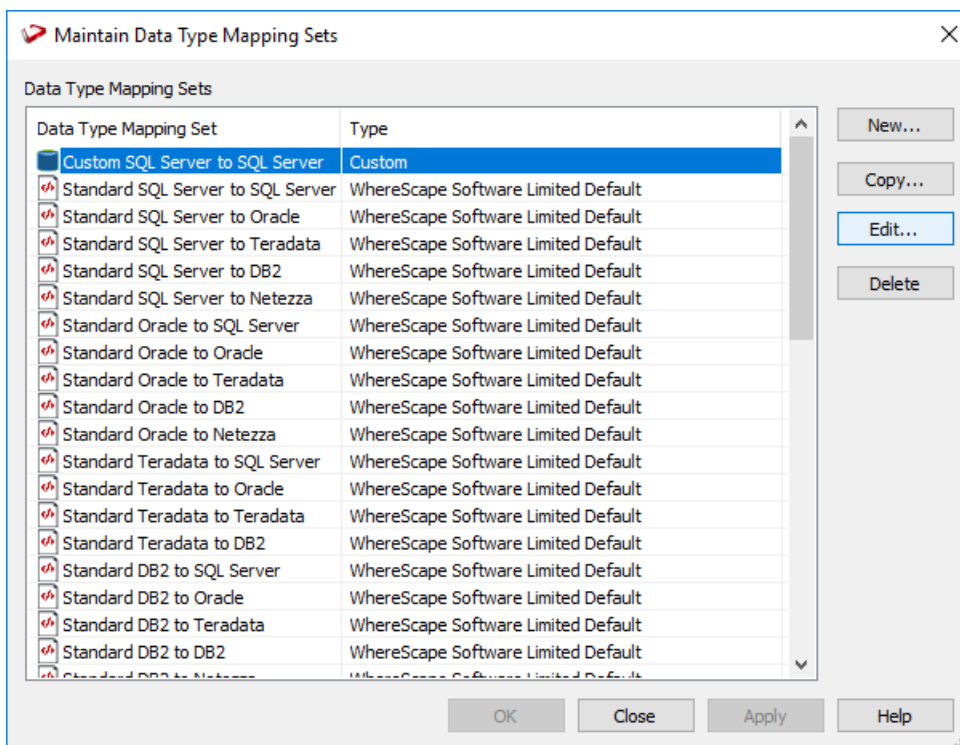 Maintain Data Type Mapping Sets
Data Type Mapping Sets
Data Type Mapping Set Type
Custom SQL Server to SQL Server Custom
Standard SQL Server to SQL Server WhereScape Software Limited Default
Standard SQL Server to Oracle WhereScape Software Limited Default
Standard SQL Server to Teradata WhereScape Software Limited Default
Standard SQL Server to DB2 WhereScape Software Limited Default
Standard SQL Server to Netezza WhereScape Software Limited Default
Standard Oracle to SQL Server WhereScape Software Limited Default
Standard Oracle to Oracle WhereScape Software Limited Default
Standard Oracle to Teradata WhereScape Software Limited Default
Standard Oracle to DB2 WhereScape Software Limited Default
Standard Oracle to Netezza WhereScape Software Limited Default
Standard Teradata to SQL Server WhereScape Software Limited Default
Standard Teradata to Oracle WhereScape Software Limited Default
Standard Teradata to Teradata WhereScape Software Limited Default
Standard Teradata to DB2 WhereScape Software Limited Default
Standard DB2 to SQL Server WhereScape Software Limited Default
Standard DB2 to Oracle WhereScape Software Limited Default
Standard DB2 to Teradata WhereScape Software Limited Default
Standard DB2 to DB2 WhereScape Software Limited Default
Standard DB2 to Netezza WhereScape Software Limited Default
New...
Copy...
Edit...
Delete
OK Close Apply Help